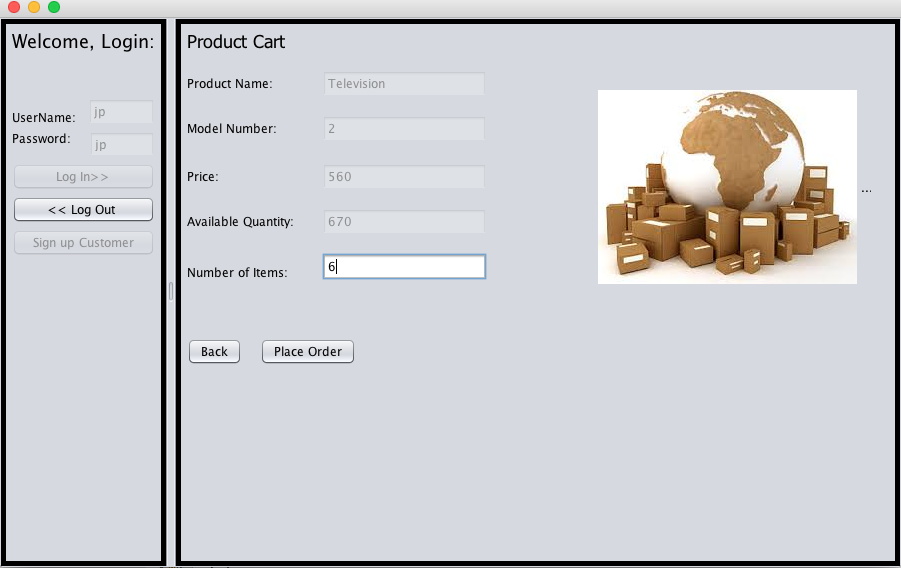 Welcome, Login:
UserName: jp
Password: jp
Log In>>
<< Log Out
Sign up Customer
Product Cart
Product Name: Television
Model Number: 2
Price: 560
Available Quantity: 670
Number of Items: 6
...
Back
Place Order